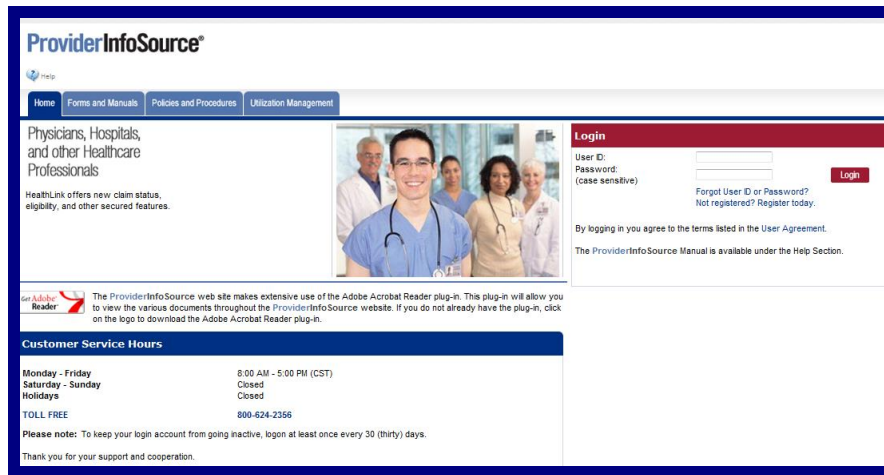 ProviderInfoSource®
Help
Home Forms and Manuals Policies and Procedures Utilization Management
Physicians, Hospitals,
and other Healthcare
Professionals
HealthLink offers new claim status,
eligibility, and other secured features.
Login
User ID:
Password:
(case sensitive)
Login
Forgot User ID or Password?
Not registered? Register today.
By logging in you agree to the terms listed in the User Agreement.
The ProviderInfoSource Manual is available under the Help Section.
Get Adobe®
Reader®
The ProviderInfoSource web site makes extensive use of the Adobe Acrobat Reader plug-in. This plug-in will allow you
to view the various documents throughout the ProviderInfoSource website. If you do not already have the plug-in, click
on the logo to download the Adobe Acrobat Reader plug-in.
Customer Service Hours
Monday - Friday 8:00 AM - 5:00 PM (CST)
Saturday - Sunday Closed
Holidays Closed
TOLL FREE 800-624-2356
Please note: To keep your login account from going inactive, logon at least once every 30 (thirty) days.
Thank you for your support and cooperation.